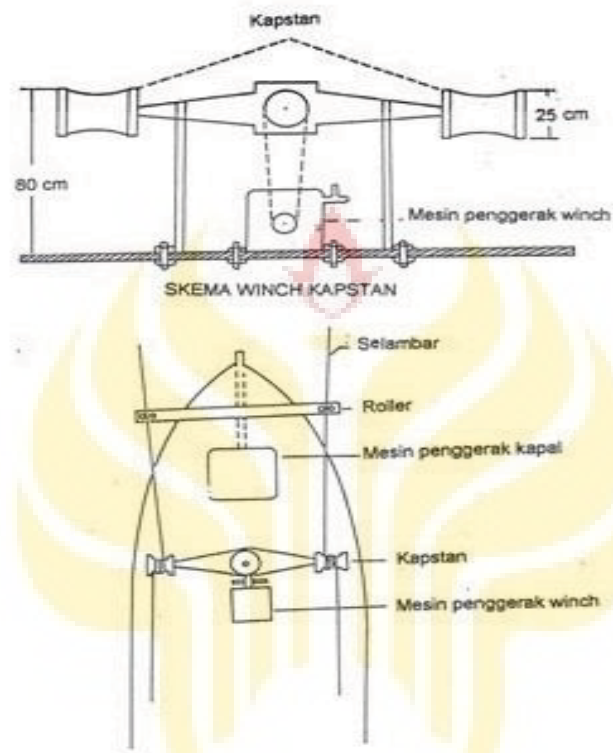 Kapstan
25 cm
80 cm
Mesin penggerak winch
SKEMA WINCH KAPSTAN
Selambar
Roller
Mesin penggerak kapal
Kapstan
Mesin penggerak winch